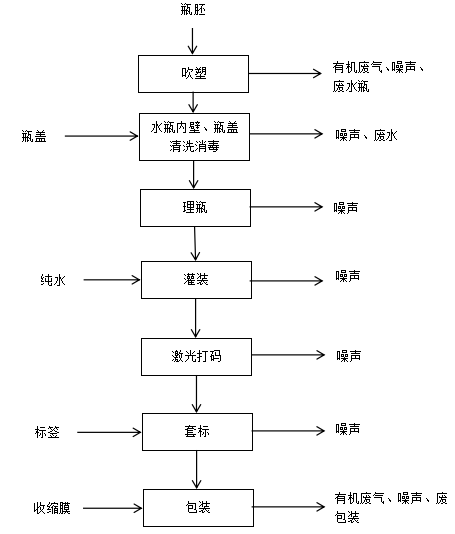 瓶胚
吹塑
有机废气、噪声、
废水瓶
瓶盖
水瓶内壁、瓶盖
清洗消毒
噪声、废水
理瓶
噪声
纯水
灌装
噪声
激光打码
噪声
标签
套标
噪声
收缩膜
包装
有机废气、噪声、废
包装